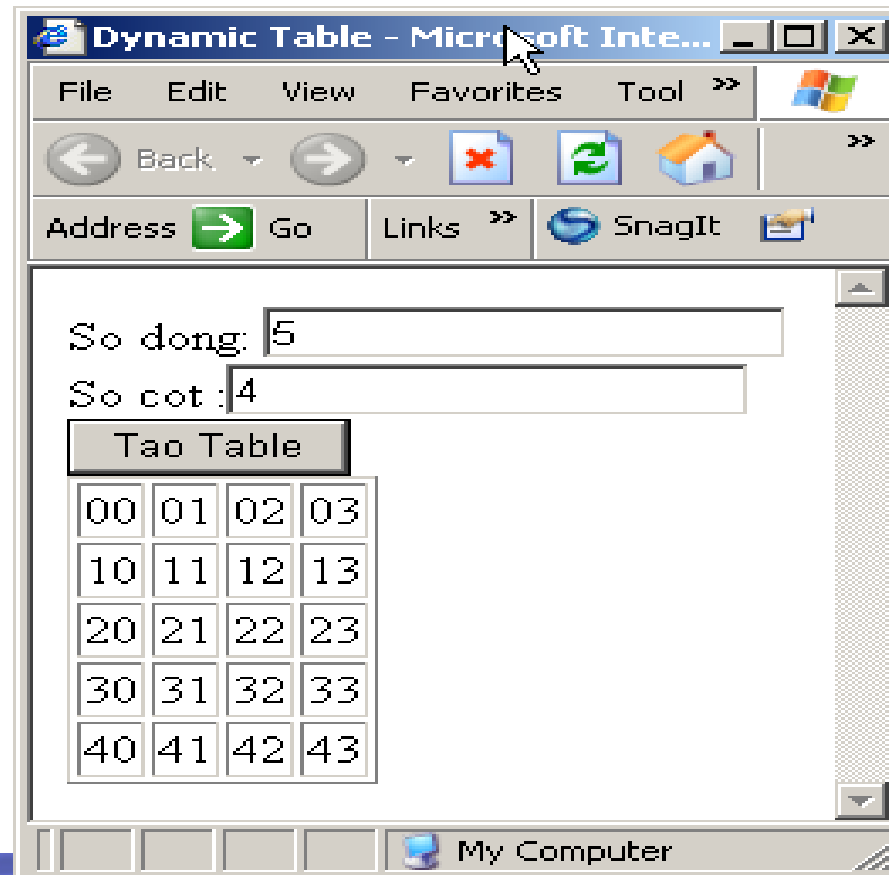 Dynamic Table - Microsoft Inte...
File Edit View Favorites Tool »
Back »
Address Go Links » SnagIt
So dong: 5
So cot : 4
Tao Table
00 01 02 03
10 11 12 13
20 21 22 23
30 31 32 33
40 41 42 43
My Computer